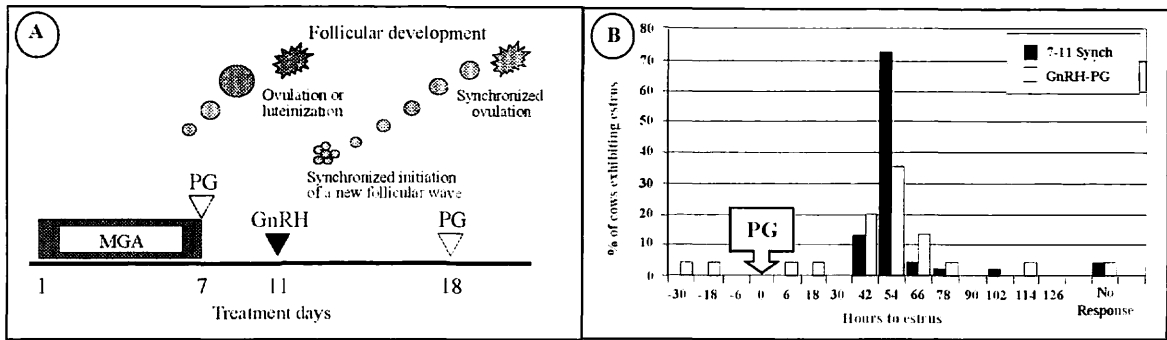 A
Follicular development
Ovulation or
luteinization
Synchronized
ovulation
Synchronized initiation
of a new follicular wave
PG
GnRH
PG
MGA
1 7 11 18
Treatment days
B
7-11 Synch
GnRH-PG
% of cows exhibiting estrus
80
70
60
50
40
30
20
10
0
PG
-30 -18 -6 0 6 18 30 42 54 66 78 90 102 114 126 No
Response
Hours to estrus